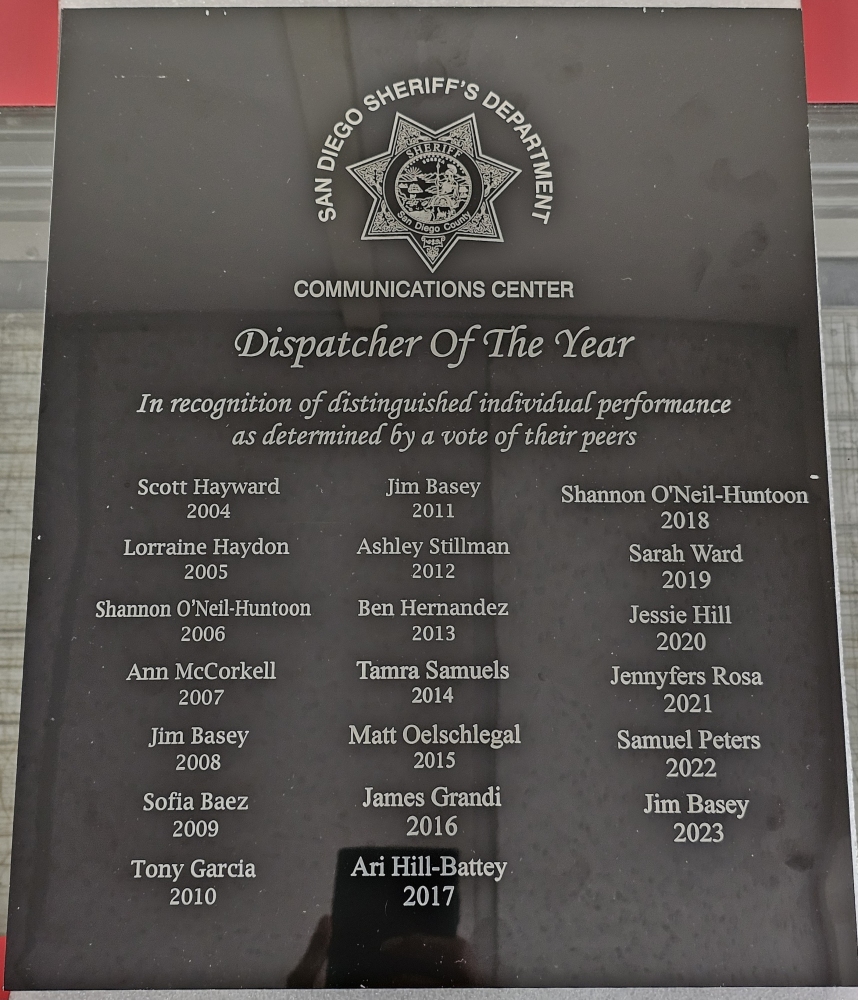 SAN DIEGO SHERIFF'S DEPARTMENT
SHERIFF
San Diego County
COMMUNICATIONS CENTER
Dispatcher Of The Year
In recognition of distinguished individual performance
as determined by a vote of their peers
Scott Hayward
2004
Lorraine Haydon
2005
Shannon O'Neil-Huntoon
2006
Ann McCorkell
2007
Jim Basey
2008
Sofia Baez
2009
Tony Garcia
2010
Jim Basey
2011
Ashley Stillman
2012
Ben Hernandez
2013
Tamra Samuels
2014
Matt Oelschlegal
2015
James Grandi
2016
Ari Hill-Battey
2017
Shannon O'Neil-Huntoon
2018
Sarah Ward
2019
Jessie Hill
2020
Jennyfers Rosa
2021
Samuel Peters
2022
Jim Basey
2023